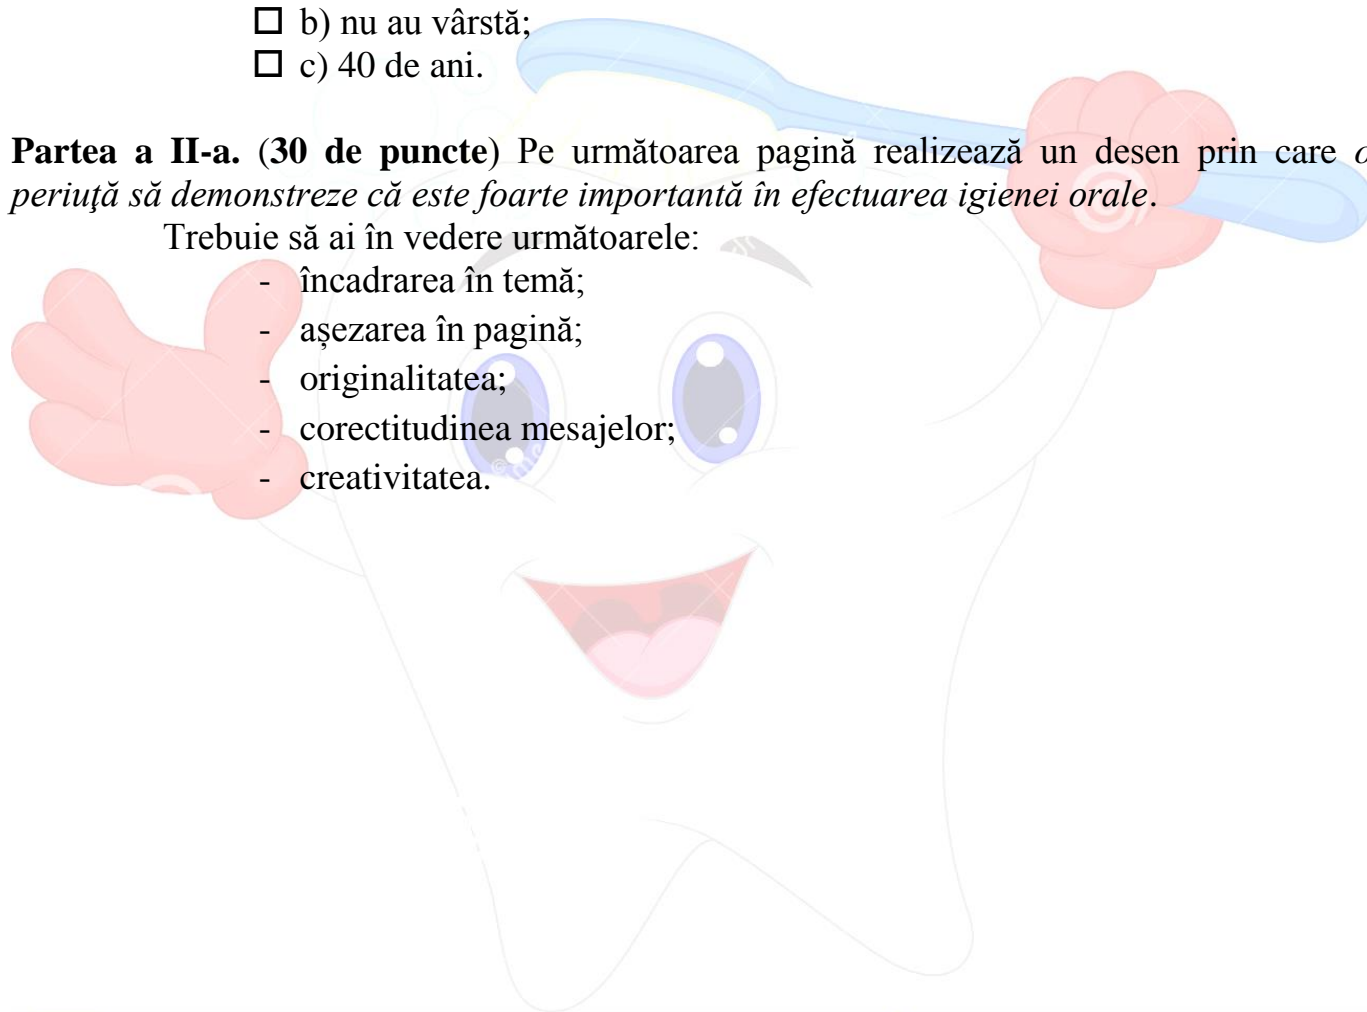 b) nu au vârstă;
c) 40 de ani.
Partea a II-a. (30 de puncte) Pe următoarea pagină realizează un desen prin care o
periuţă să demonstreze că este foarte importantă în efectuarea igienei orale.
Trebuie să ai în vedere următoarele:
- încadrarea în temă;
- așezarea în pagină;
- originalitatea;
- corectitudinea mesajelor;
- creativitatea.